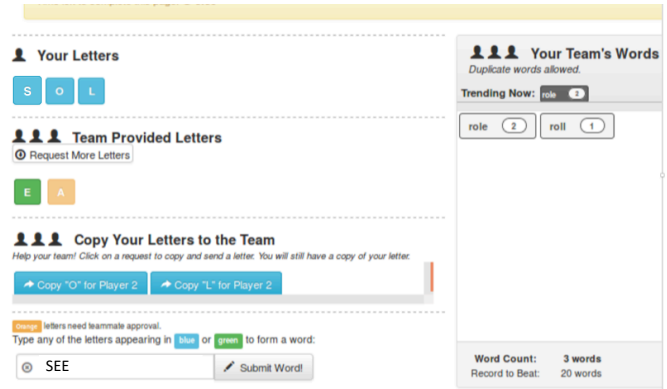 Your Letters
S O L
Team Provided Letters
Request More Letters
E A
Copy Your Letters to the Team
Help your team! Click on a request to copy and send a letter. You will still have a copy of your letter.
Copy "O" for Player 2 Copy "L" for Player 2
Orange letters need teammate approval.
Type any of the letters appearing in blue or green to form a word:
SEE Submit Word!
Your Team's Words
Duplicate words allowed.
Trending Now: role 2
role 2 roll 1
Word Count: 3 words
Record to Beat: 20 words